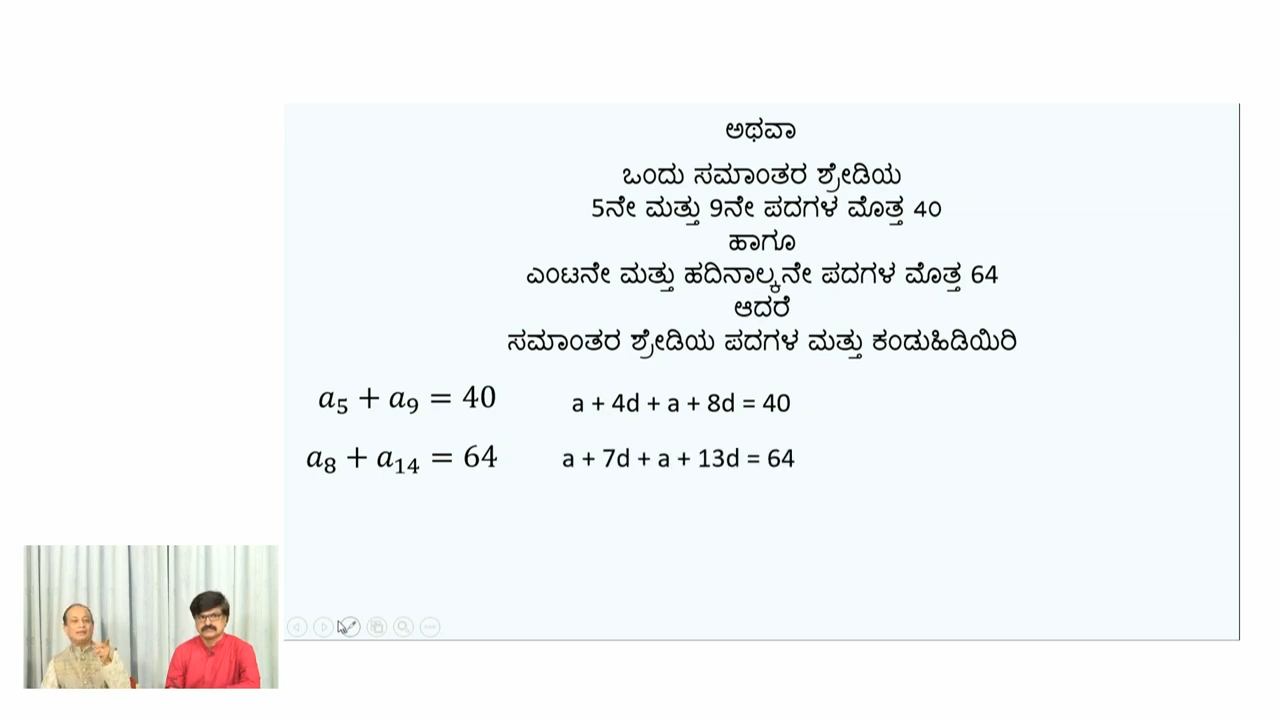 ಅಥವಾ
ಒಂದು ಸಮಾಂತರ ಶ್ರೇಡಿಯ
5ನೇ ಮತ್ತು 9ನೇ ಪದಗಳ ಮೊತ್ತ 40
ಹಾಗೂ
ಎಂಟನೇ ಮತ್ತು ಹದಿನಾಲ್ಕನೇ ಪದಗಳ ಮೊತ್ತ 64
ಆದರೆ
ಸಮಾಂತರ ಶ್ರೇಡಿಯ ಪದಗಳ ಮತ್ತು ಕಂಡುಹಿಡಿಯಿರಿ
a₅ + a₉ = 40 a + 4d + a + 8d = 40
a₈ + a₁₄ = 64 a + 7d + a + 13d = 64